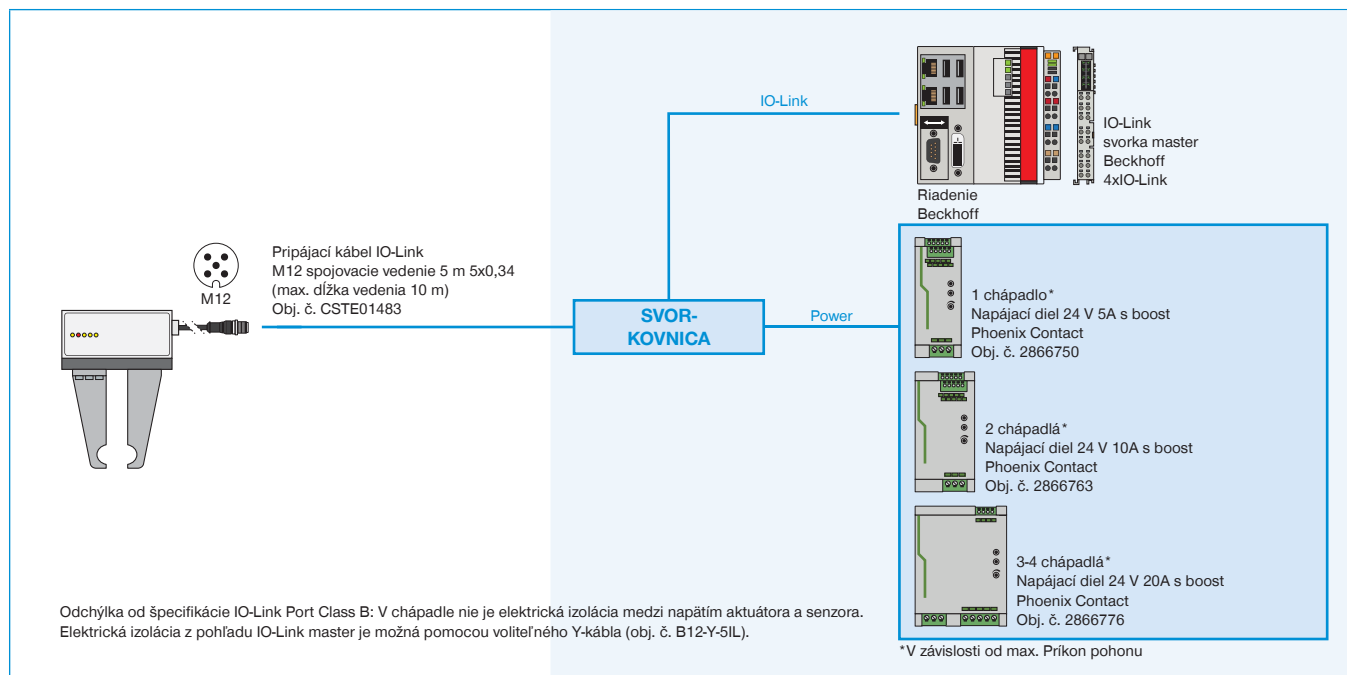 IO-Link
IO-Link
svorka master
Beckhoff
4xIO-Link
Riadenie
Beckhoff
Pripájací kábel IO-Link
M12 spojovacie vedenie 5 m 5x0,34
(max. dĺžka vedenia 10 m)
Obj. č. CSTE01483
M12
SVOR-
KOVNICA
Power
1 chápadlo*
Napájací diel 24 V 5A s boost
Phoenix Contact
Obj. č. 2866750
2 chápadlá*
Napájací diel 24 V 10A s boost
Phoenix Contact
Obj. č. 2866763
3-4 chápadlá*
Napájací diel 24 V 20A s boost
Phoenix Contact
Obj. č. 2866776
Odchýlka od špecifikácie IO-Link Port Class B: V chápadle nie je elektrická izolácia medzi napätím aktuátora a senzora.
Elektrická izolácia z pohľadu IO-Link master je možná pomocou voliteľného Y-kábla (obj. č. B12-Y-5IL).
*V závislosti od max. Príkon pohonu